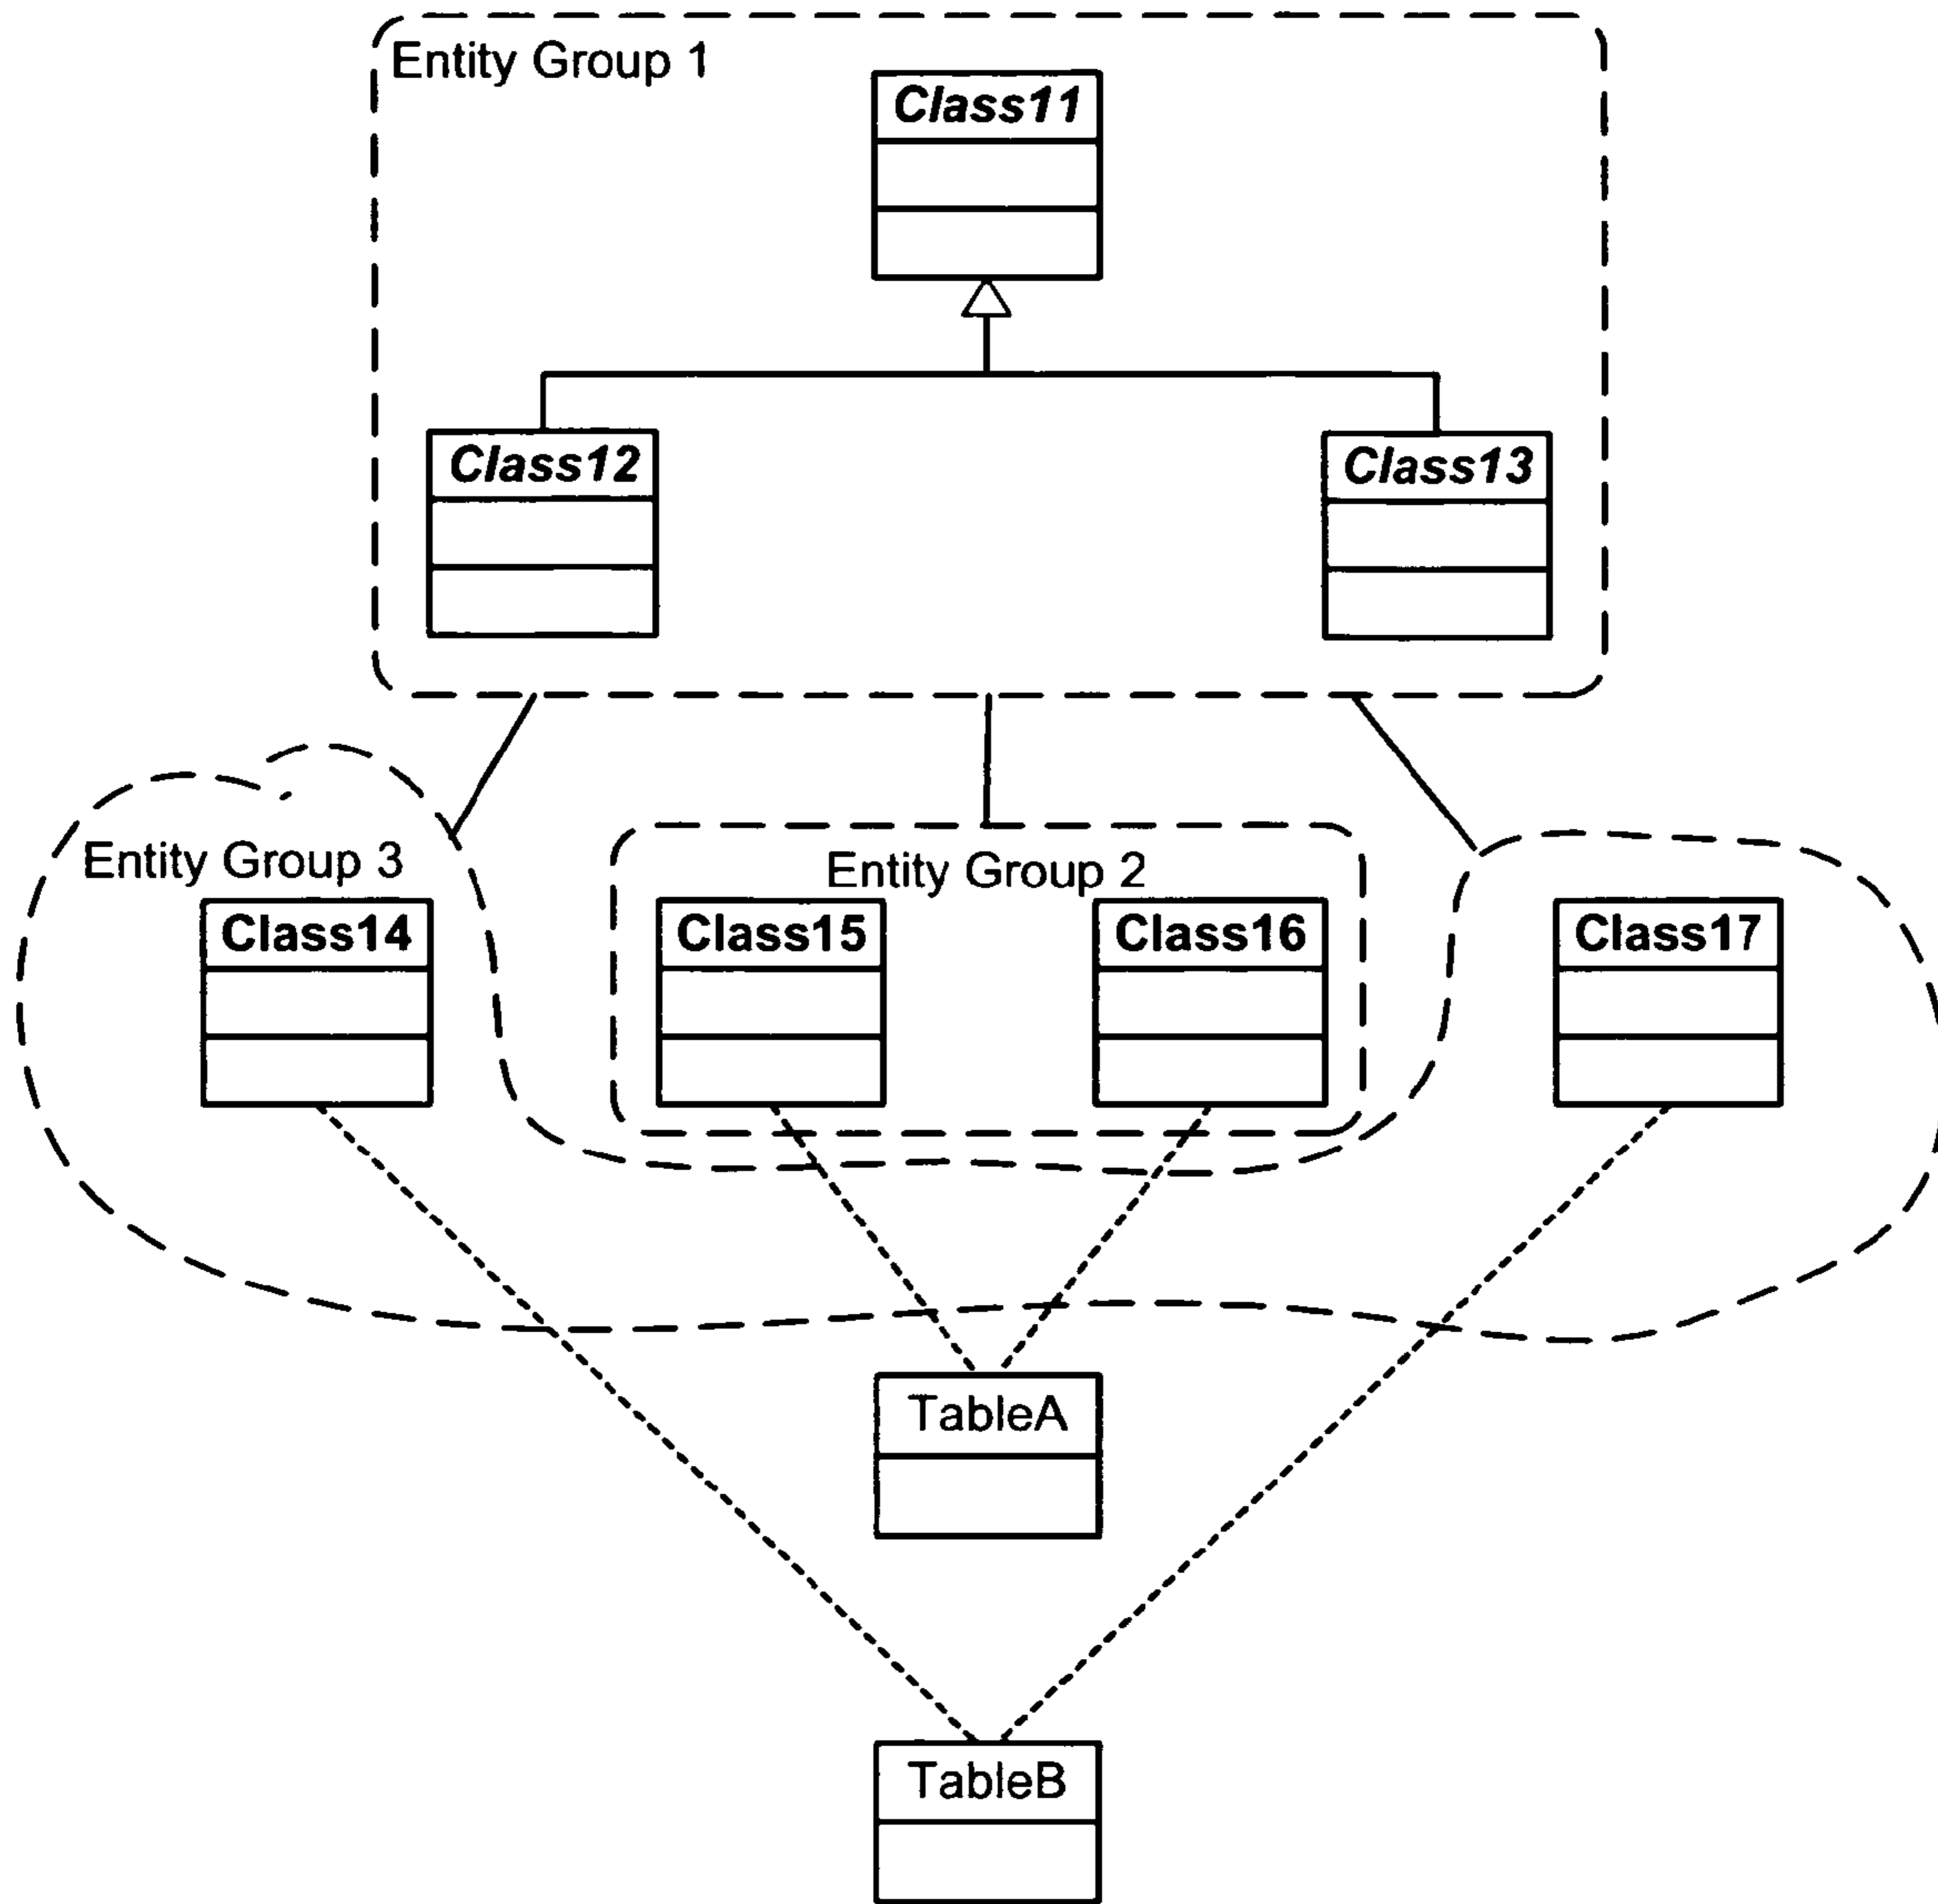 Entity Group 1
Class11
Class12
Class13
Entity Group 3
Entity Group 2
Class14
Class15
Class16
Class17
TableA
TableB